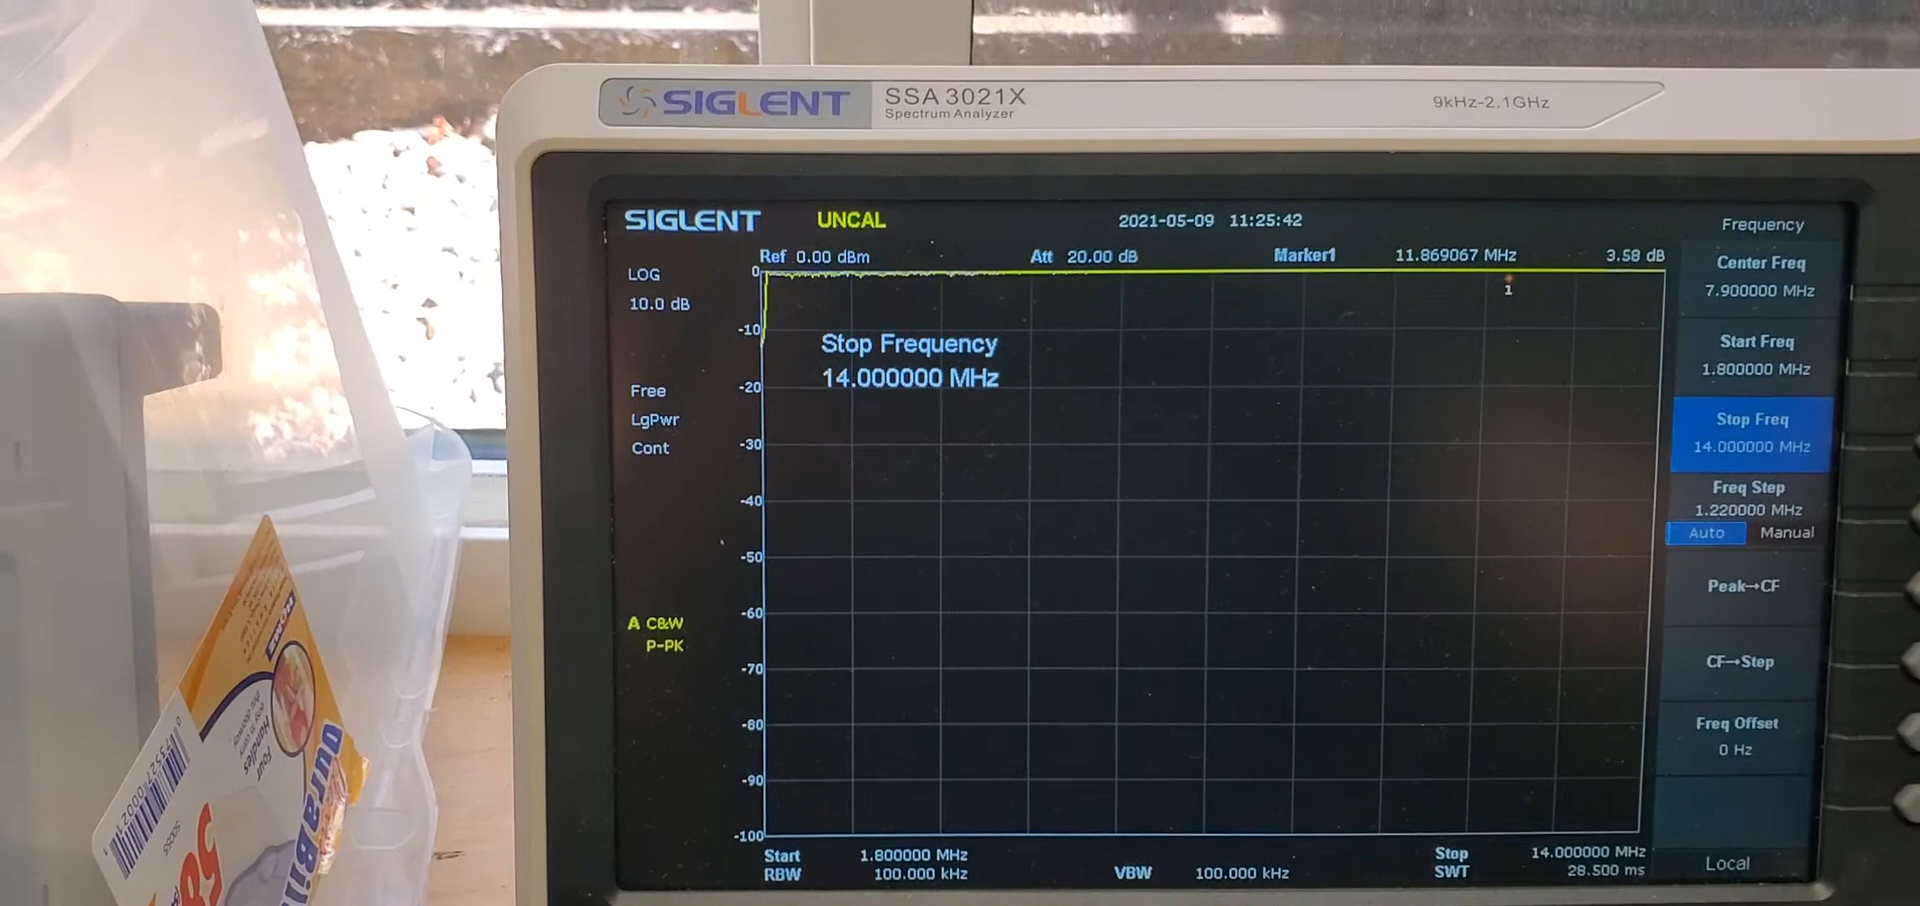 SIGLENT
SSA 3021X
Spectrum Analyzer
9kHz-2.1GHz
SIGLENT
UNCAL
2021-05-09 11:25:42
Frequency
Ref 0.00 dBm
Att 20.00 dB
Marker1 11.869067 MHz 3.58 dB
LOG
10.0 dB
Free
LgPwr
Cont
A C&W
P-PK
0
-10
-20
-30
-40
-50
-60
-70
-80
-90
-100
Stop Frequency
14.000000 MHz
1
Center Freq
7.900000 MHz
Start Freq
1.800000 MHz
Stop Freq
14.000000 MHz
Freq Step
1.220000 MHz
Auto Manual
Peak→CF
CF→Step
Freq Offset
0 Hz
Local
Start 1.800000 MHz
Stop 14.000000 MHz
RBW 100.000 kHz
VBW 100.000 kHz
SWT 28.500 ms
HOME
Four
Handles